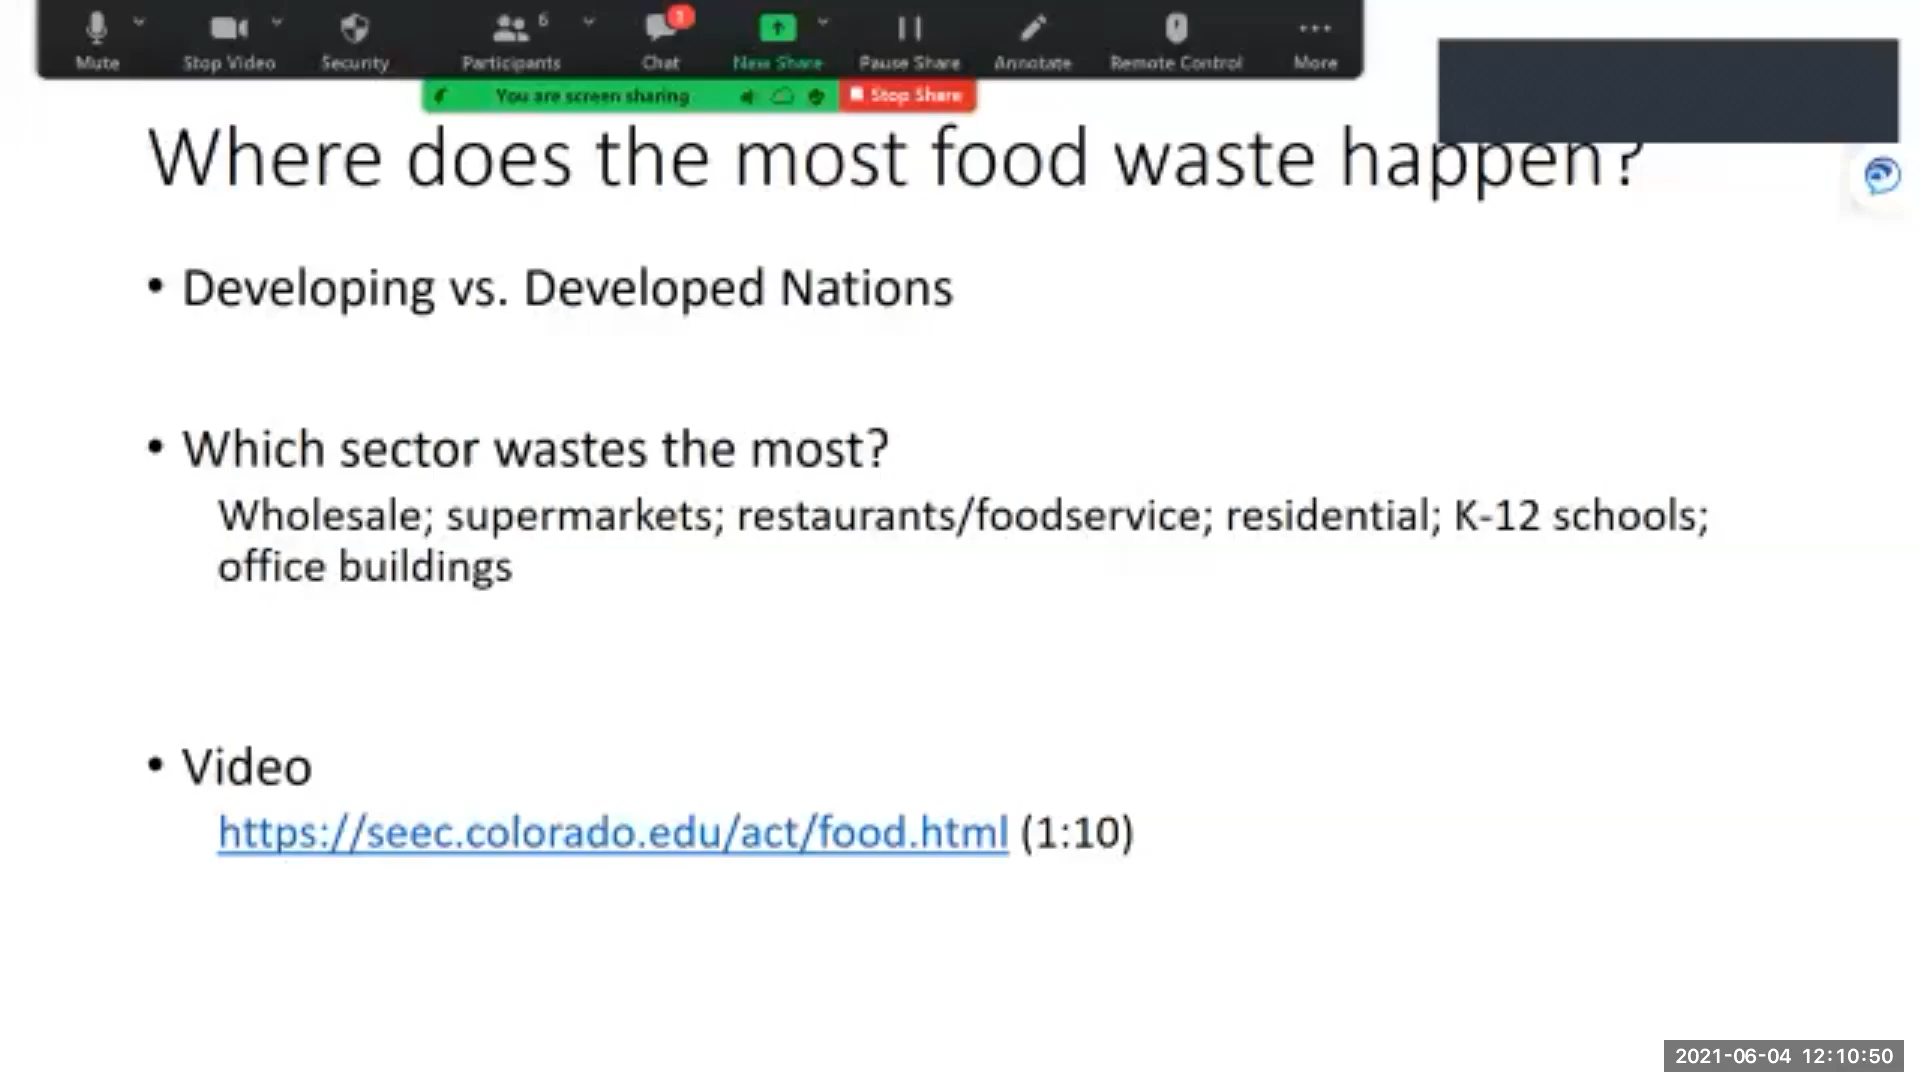 Mute Stop Video Security Participants 6 Chat 1 New Share Pause Share Annotate Remote Control More
You are screen sharing Stop Share
Where does the most food waste happen?
• Developing vs. Developed Nations
• Which sector wastes the most?
Wholesale; supermarkets; restaurants/foodservice; residential; K-12 schools;
office buildings
• Video
https://seec.colorado.edu/act/food.html (1:10)
2021-06-04 12:10:50